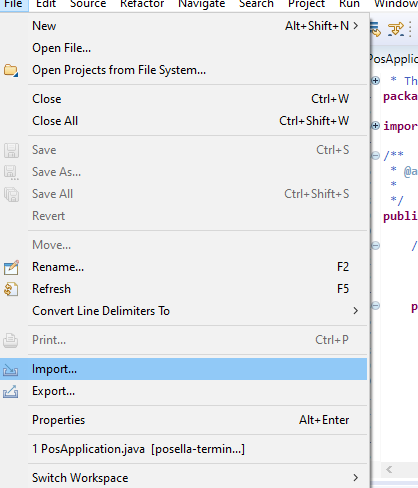 File Edit Source Refactor Navigate Search Project Run Window
New Alt+Shift+N >
Open File...
Open Projects from File System...
PosApplic
* Th
Close Ctrl+W
packa
Close All Ctrl+Shift+W
impor
Save Ctrl+S
/**
Save As...
* @a
Save All Ctrl+Shift+S
*
*/
Revert
publi
Move...
/
Rename... F2
Refresh F5
p
Convert Line Delimiters To >
Print... Ctrl+P
Import...
Export...
Properties Alt+Enter
1 PosApplication.java [posella-termin...]
Switch Workspace >